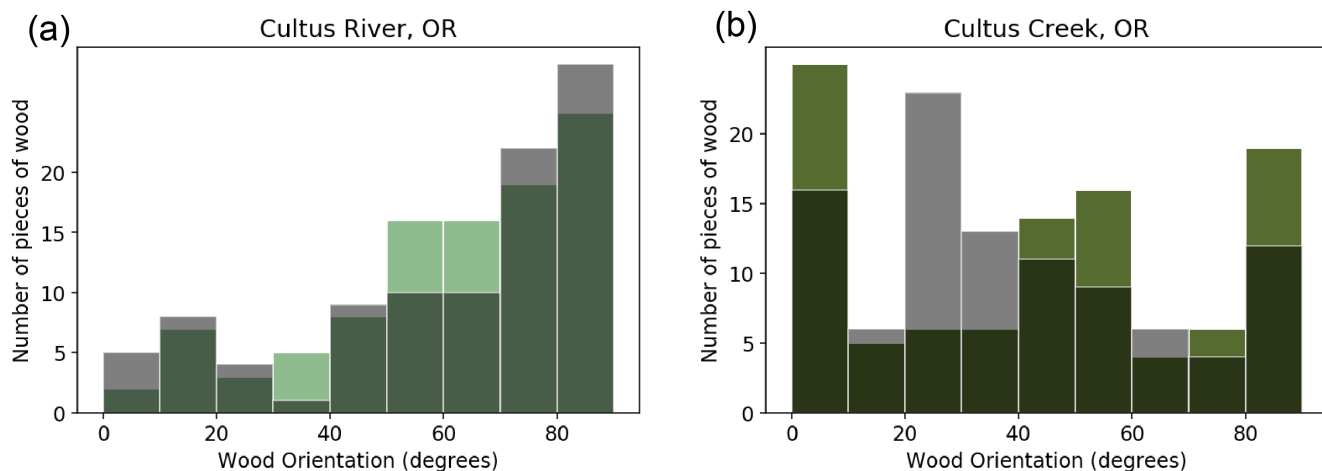 (a)
Cultus River, OR
Number of pieces of wood
20
15
10
5
0
0 20 40 60 80
Wood Orientation (degrees)
(b)
Cultus Creek, OR
Number of pieces of wood
20
15
10
5
0
0 20 40 60 80
Wood Orientation (degrees)